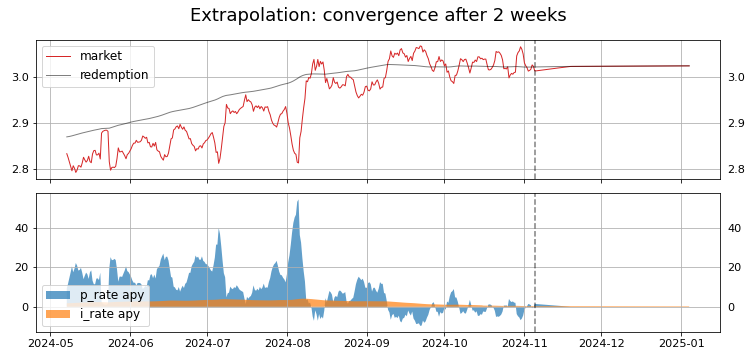 Extrapolation: convergence after 2 weeks
market
redemption
3.0
2.9
2.8
3.0
2.9
2.8
40
20
0
40
20
0
p_rate apy
i_rate apy
2024-05 2024-06 2024-07 2024-08 2024-09 2024-10 2024-11 2024-12 2025-01